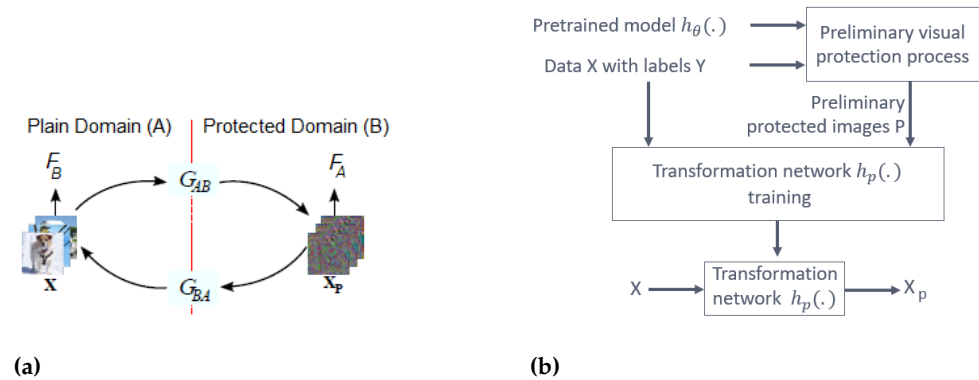 Plain Domain (A)
Protected Domain (B)
F_B
G_AB
F_A
X
X_P
G_BA
(a)
Pretrained model h_θ(.)
Data X with labels Y
Preliminary visual
protection process
Preliminary
protected images P
Transformation network h_p(.)
training
X
Transformation
network h_p(.)
X_p
(b)